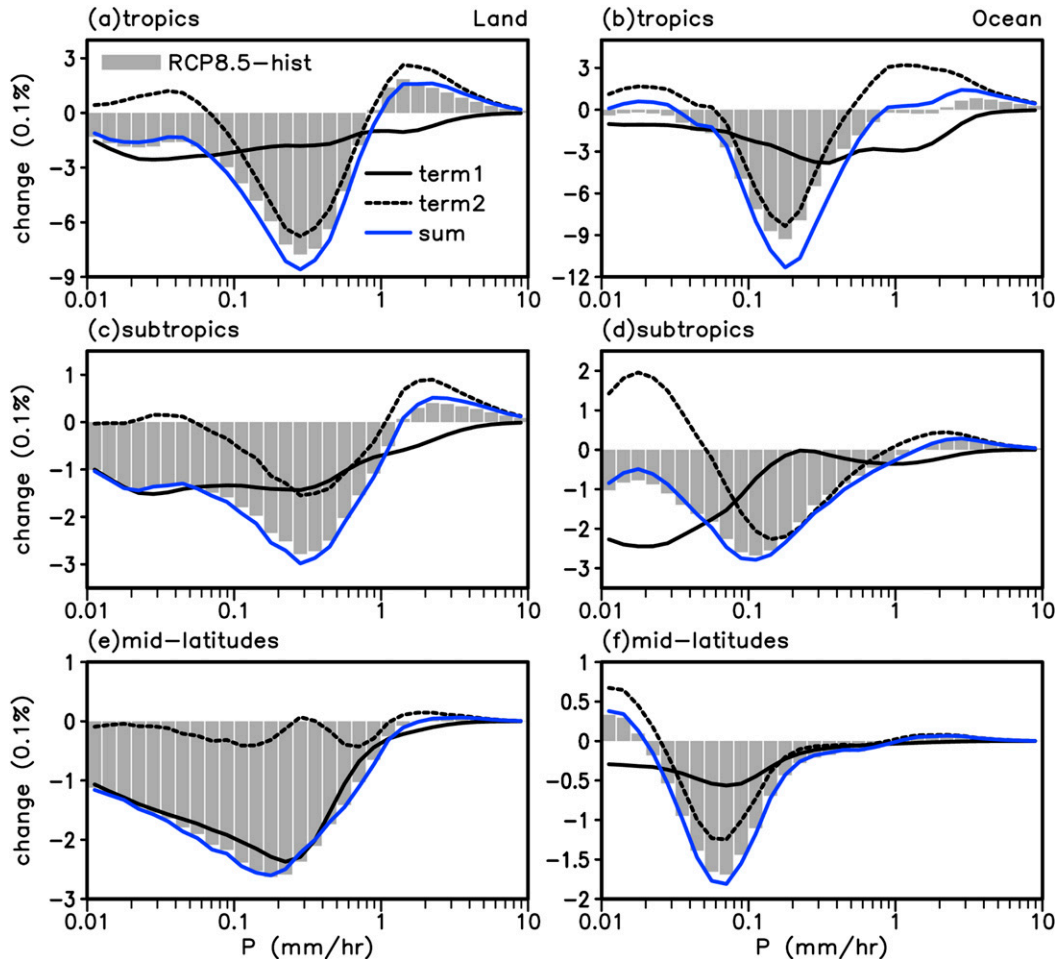 (a)tropics Land
(b)tropics Ocean
RCP8.5-hist
term1
term2
sum
change (0.1%)
3
0
-3
-6
-9
0.01 0.1 1 10
3
0
-3
-6
-9
-12
0.01 0.1 1 10
(c)subtropics
(d)subtropics
change (0.1%)
1
0
-1
-2
-3
0.01 0.1 1 10
2
1
0
-1
-2
-3
0.01 0.1 1 10
(e)mid-latitudes
(f)mid-latitudes
change (0.1%)
1
0
-1
-2
-3
0.01 0.1 1 10
P (mm/hr)
1
0.5
0
-0.5
-1
-1.5
-2
0.01 0.1 1 10
P (mm/hr)